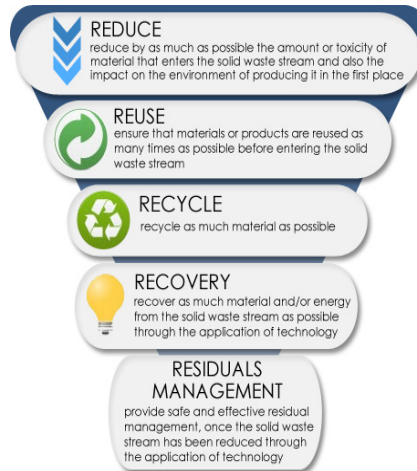 REDUCE
reduce by as much as possible the amount or toxicity of
material that enters the solid waste stream and also the
impact on the environment of producing it in the first place
REUSE
ensure that materials or products are reused as
many times as possible before entering the solid
waste stream
RECYCLE
recycle as much material as possible
RECOVERY
recover as much material and/or energy
from the solid waste stream as possible
through the application of technology
RESIDUALS
MANAGEMENT
provide safe and effective residual
management, once the solid waste
stream has been reduced through
the application of technology